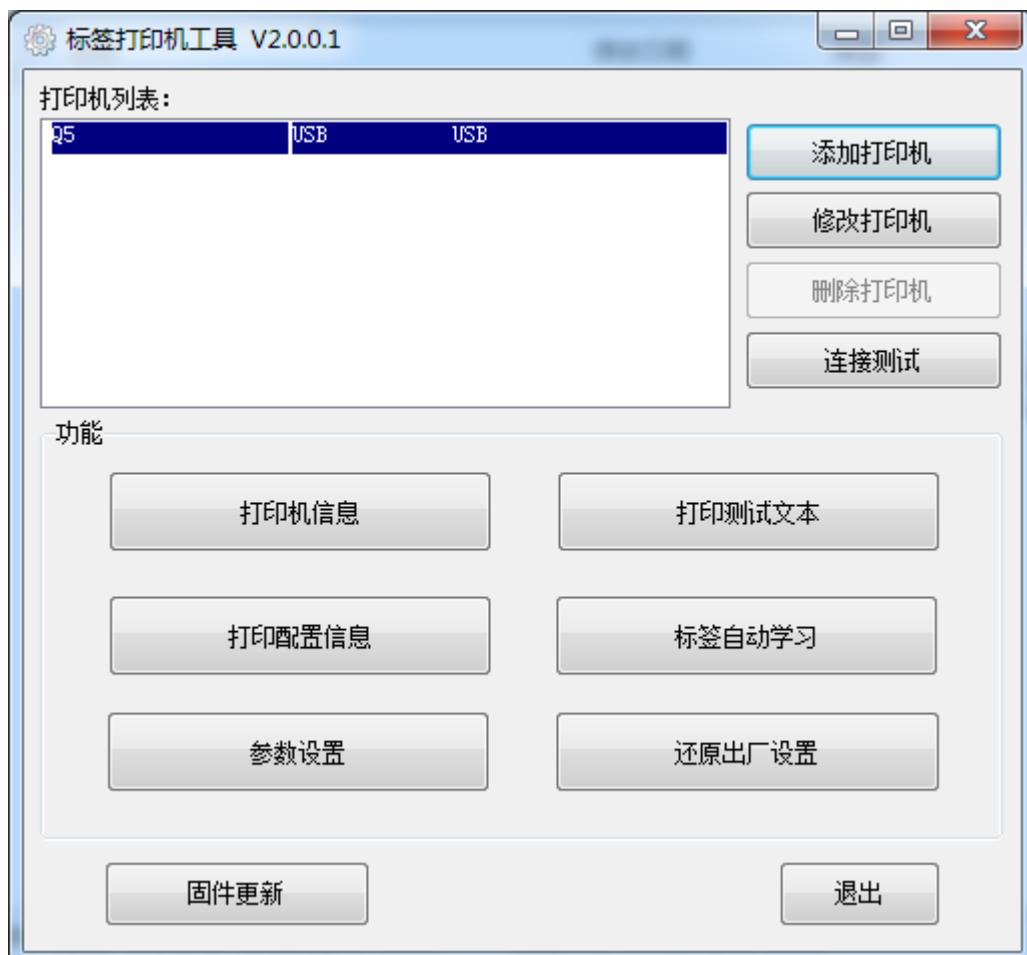 标签打印机工具 V2.0.0.1
打印机列表：
Q5 USB USB
添加打印机
修改打印机
删除打印机
连接测试
功能
打印机信息 打印测试文本
打印配置信息 标签自动学习
参数设置 还原出厂设置
固件更新 退出